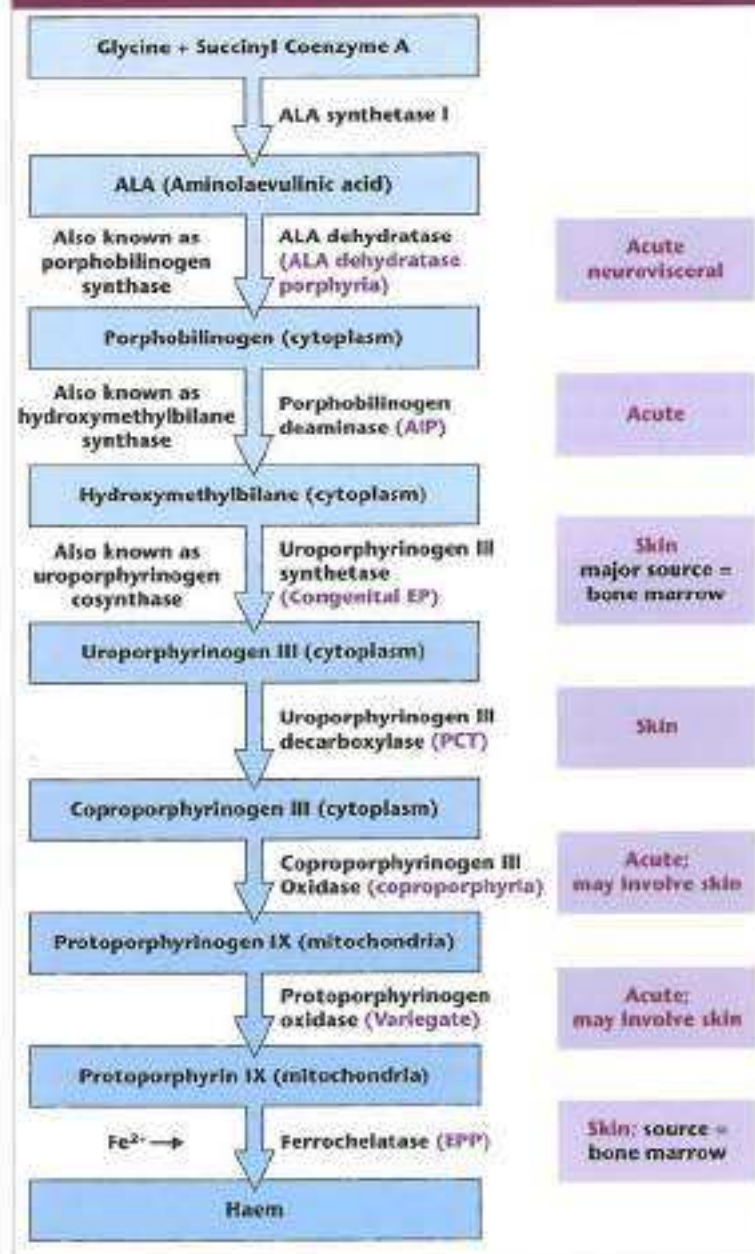 Glycine + Succinyl Coenzyme A
ALA synthetase I
ALA (Aminolaevulinic acid)
Also known as
porphobilinogen
synthase
ALA dehydratase
(ALA dehydratase
porphyria)
Acute
neurovisceral
Porphobilinogen (cytoplasm)
Also known as
hydroxymethylbilane
synthase
Porphobilinogen
deaminase (AIP)
Acute
Hydroxymethylbilane (cytoplasm)
Also known as
uroporphyrinogen
cosynthase
Uroporphyrinogen III
synthetase
(Congenital EP)
Skin
major source =
bone marrow
Uroporphyrinogen III (cytoplasm)
Uroporphyrinogen III
decarboxylase (PCT)
Skin
Coproporphyrinogen III (cytoplasm)
Coproporphyrinogen III
Oxidase (coproporphyria)
Acute;
may involve skin
Protoporphyrinogen IX (mitochondria)
Protoporphyrinogen
oxidase (Variegate)
Acute;
may involve skin
Protoporphyrin IX (mitochondria)
Fe²⁺ →
Ferrochelatase (EPP)
Skin; source =
bone marrow
Haem